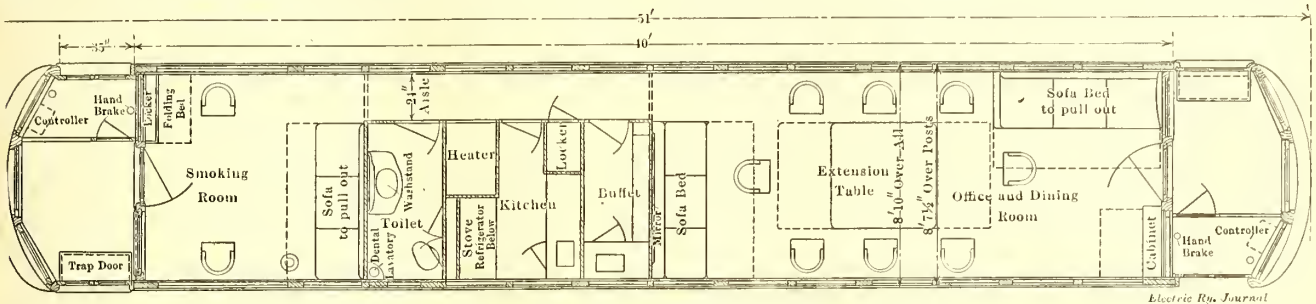 51'
40'
35"
Hand
Brake
Controller
Locker
Folding
Bed
Smoking
Room
Trap Door
Sofa
to pull out
24"
Aisle
Washstand
Toilet
Dental
Lavatory
Heater
Stove
Refrigerator
Below
Kitchen
Locker
Buffet
Mirror
Sofa Bed
Extension
Table
8'-10" Over-All
8' 7½" Over Posts
Sofa Bed
to pull out
Office and Dining
Room
Cabinet
Controller
Hand
Brake
Electric Ry. Journal